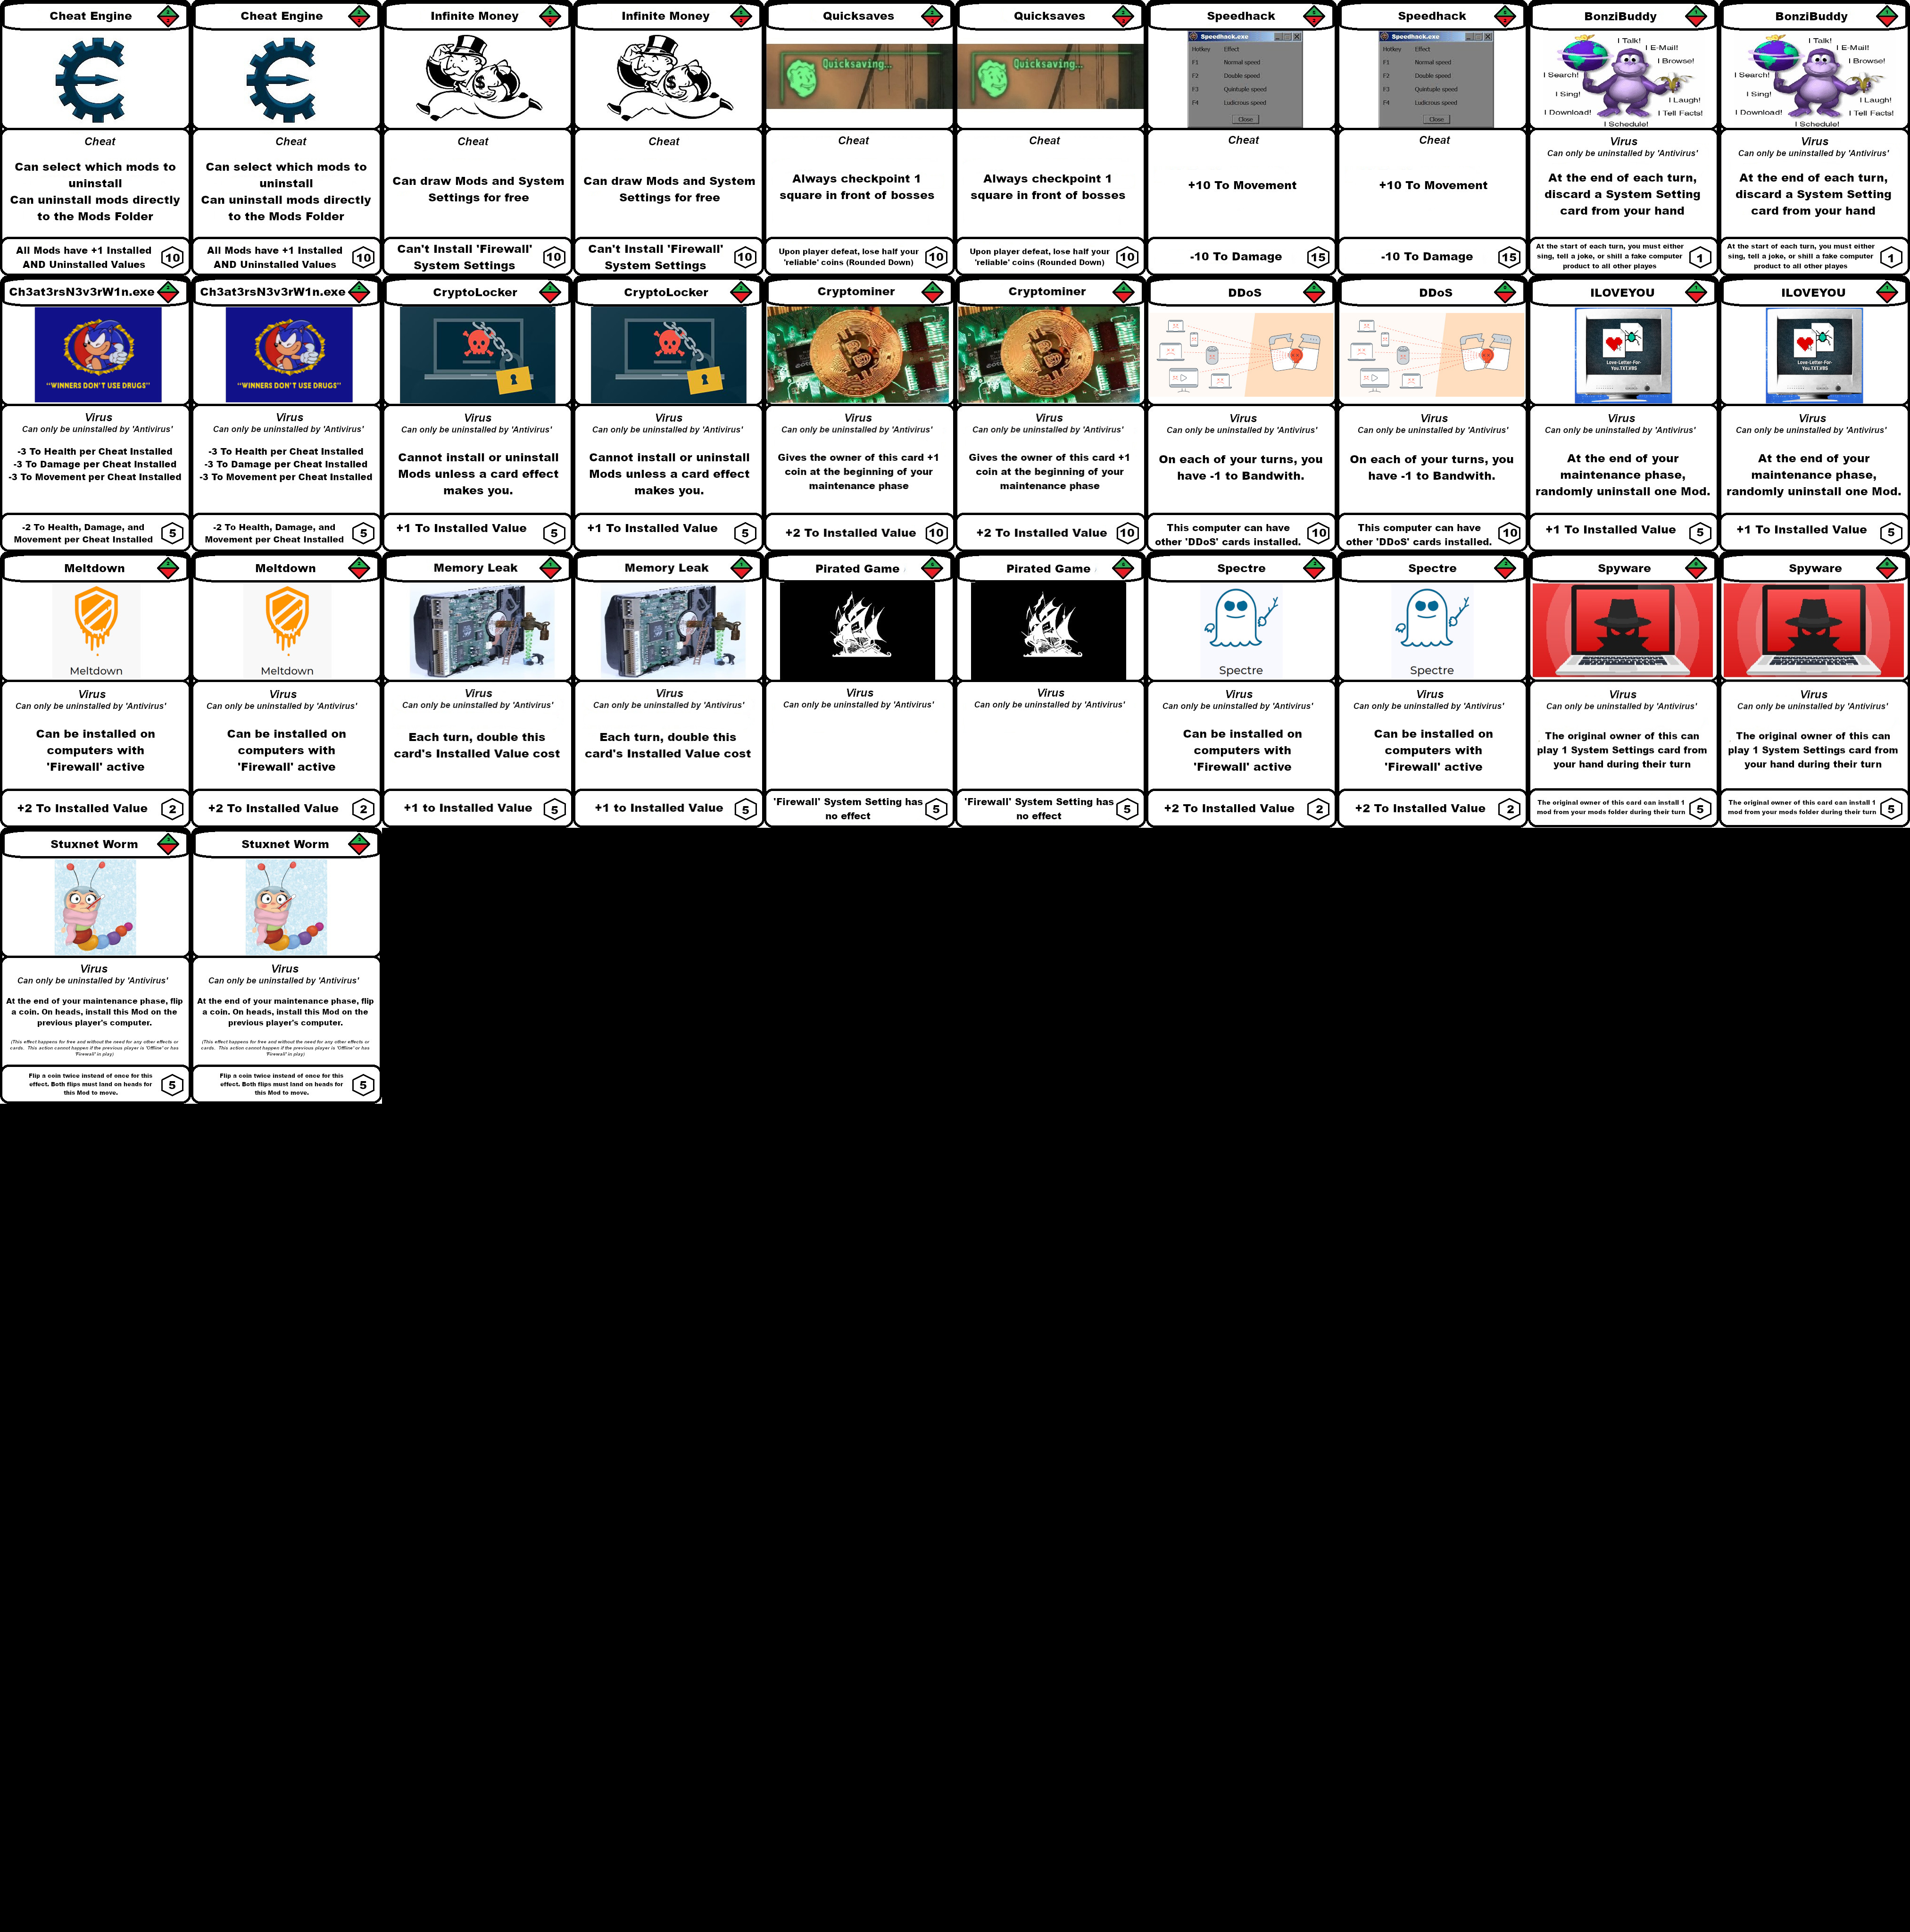 Cheat Engine
Cheat
Can select which mods to
uninstall
Can uninstall mods directly
to the Mods Folder
All Mods have +1 Installed
AND Uninstalled Values
10
Cheat Engine
Cheat
Can select which mods to
uninstall
Can uninstall mods directly
to the Mods Folder
All Mods have +1 Installed
AND Uninstalled Values
10
Infinite Money
Cheat
Can draw Mods and System
Settings for free
Can't Install 'Firewall'
System Settings
10
Infinite Money
Cheat
Can draw Mods and System
Settings for free
Can't Install 'Firewall'
System Settings
10
Quicksaves
Quicksaving...
Cheat
Always checkpoint 1
square in front of bosses
Upon player defeat, lose half your
'reliable' coins (Rounded Down)
10
Quicksaves
Quicksaving...
Cheat
Always checkpoint 1
square in front of bosses
Upon player defeat, lose half your
'reliable' coins (Rounded Down)
10
Speedhack
Speedhack.exe
Hotkey Effect
F1 Normal speed
F2 Double speed
F3 Quintuple speed
F4 Ludicrous speed
Close
Cheat
+10 To Movement
-10 To Damage
15
Speedhack
Speedhack.exe
Hotkey Effect
F1 Normal speed
F2 Double speed
F3 Quintuple speed
F4 Ludicrous speed
Close
Cheat
+10 To Movement
-10 To Damage
15
BonziBuddy
I Talk!
I E-Mail!
I Browse!
I Search!
I Sing!
I Laugh!
I Download!
I Tell Facts!
I Schedule!
Virus
Can only be uninstalled by 'Antivirus'
At the end of each turn,
discard a System Setting
card from your hand
At the start of each turn, you must either
sing, tell a joke, or shill a fake computer
product to all other playes
1
BonziBuddy
I Talk!
I E-Mail!
I Browse!
I Search!
I Sing!
I Laugh!
I Download!
I Tell Facts!
I Schedule!
Virus
Can only be uninstalled by 'Antivirus'
At the end of each turn,
discard a System Setting
card from your hand
At the start of each turn, you must either
sing, tell a joke, or shill a fake computer
product to all other playes
1
Ch3at3rsN3v3rW1n.exe
"WINNERS DON'T USE DRUGS"
Virus
Can only be uninstalled by 'Antivirus'
-3 To Health per Cheat Installed
-3 To Damage per Cheat Installed
-3 To Movement per Cheat Installed
-2 To Health, Damage, and
Movement per Cheat Installed
5
Ch3at3rsN3v3rW1n.exe
"WINNERS DON'T USE DRUGS"
Virus
Can only be uninstalled by 'Antivirus'
-3 To Health per Cheat Installed
-3 To Damage per Cheat Installed
-3 To Movement per Cheat Installed
-2 To Health, Damage, and
Movement per Cheat Installed
5
CryptoLocker
Virus
Can only be uninstalled by 'Antivirus'
Cannot install or uninstall
Mods unless a card effect
makes you.
+1 To Installed Value
5
CryptoLocker
Virus
Can only be uninstalled by 'Antivirus'
Cannot install or uninstall
Mods unless a card effect
makes you.
+1 To Installed Value
5
Cryptominer
Virus
Can only be uninstalled by 'Antivirus'
Gives the owner of this card +1
coin at the beginning of your
maintenance phase
+2 To Installed Value
10
Cryptominer
Virus
Can only be uninstalled by 'Antivirus'
Gives the owner of this card +1
coin at the beginning of your
maintenance phase
+2 To Installed Value
10
DDoS
Virus
Can only be uninstalled by 'Antivirus'
On each of your turns, you
have -1 to Bandwith.
This computer can have
other 'DDoS' cards installed.
10
DDoS
Virus
Can only be uninstalled by 'Antivirus'
On each of your turns, you
have -1 to Bandwith.
This computer can have
other 'DDoS' cards installed.
10
ILOVEYOU
Love-Letter-For-
You.TXT.VBS
Virus
Can only be uninstalled by 'Antivirus'
At the end of your
maintenance phase,
randomly uninstall one Mod.
+1 To Installed Value
5
ILOVEYOU
Love-Letter-For-
You.TXT.VBS
Virus
Can only be uninstalled by 'Antivirus'
At the end of your
maintenance phase,
randomly uninstall one Mod.
+1 To Installed Value
5
Meltdown
Meltdown
Virus
Can only be uninstalled by 'Antivirus'
Can be installed on
computers with
'Firewall' active
+2 To Installed Value
2
Meltdown
Meltdown
Virus
Can only be uninstalled by 'Antivirus'
Can be installed on
computers with
'Firewall' active
+2 To Installed Value
2
Memory Leak
Virus
Can only be uninstalled by 'Antivirus'
Each turn, double this
card's Installed Value cost
+1 to Installed Value
5
Memory Leak
Virus
Can only be uninstalled by 'Antivirus'
Each turn, double this
card's Installed Value cost
+1 to Installed Value
5
Pirated Game
Virus
Can only be uninstalled by 'Antivirus'
'Firewall' System Setting has
no effect
5
Pirated Game
Virus
Can only be uninstalled by 'Antivirus'
'Firewall' System Setting has
no effect
5
Spectre
Spectre
Virus
Can only be uninstalled by 'Antivirus'
Can be installed on
computers with
'Firewall' active
+2 To Installed Value
2
Spectre
Spectre
Virus
Can only be uninstalled by 'Antivirus'
Can be installed on
computers with
'Firewall' active
+2 To Installed Value
2
Spyware
Virus
Can only be uninstalled by 'Antivirus'
The original owner of this can
play 1 System Settings card from
your hand during their turn
The original owner of this card can install 1
mod from your mods folder during their turn
5
Spyware
Virus
Can only be uninstalled by 'Antivirus'
The original owner of this can
play 1 System Settings card from
your hand during their turn
The original owner of this card can install 1
mod from your mods folder during their turn
5
Stuxnet Worm
Virus
Can only be uninstalled by 'Antivirus'
At the end of your maintenance phase, flip
a coin. On heads, install this Mod on the
previous player's computer.
(This effect happens for free and without the need for any other effects or
cards. This action cannot happen if the previous player is 'Offline' or has
'Firewall' in play)
Flip a coin twice instead of once for this
effect. Both flips must land on heads for
this Mod to move.
5
Stuxnet Worm
Virus
Can only be uninstalled by 'Antivirus'
At the end of your maintenance phase, flip
a coin. On heads, install this Mod on the
previous player's computer.
(This effect happens for free and without the need for any other effects or
cards. This action cannot happen if the previous player is 'Offline' or has
'Firewall' in play)
Flip a coin twice instead of once for this
effect. Both flips must land on heads for
this Mod to move.
5